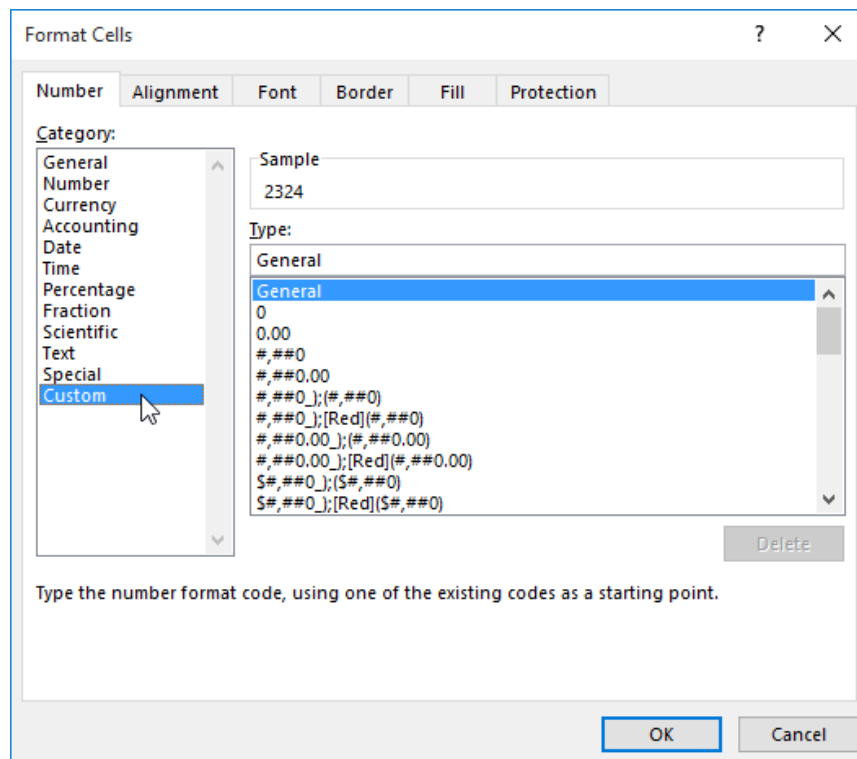 Format Cells
?
Number Alignment Font Border Fill Protection
Category:
General
Number
Currency
Accounting
Date
Time
Percentage
Fraction
Scientific
Text
Special
Custom
Sample
2324
Type:
General
General
0
0.00
#,##0
#,##0.00
#,##0_);(#,##0)
#,##0_);[Red](#,##0)
#,##0.00_);(#,##0.00)
#,##0.00_);[Red](#,##0.00)
$#,##0_);($#,##0)
$#,##0_);[Red]($#,##0)
Delete
Type the number format code, using one of the existing codes as a starting point.
OK Cancel